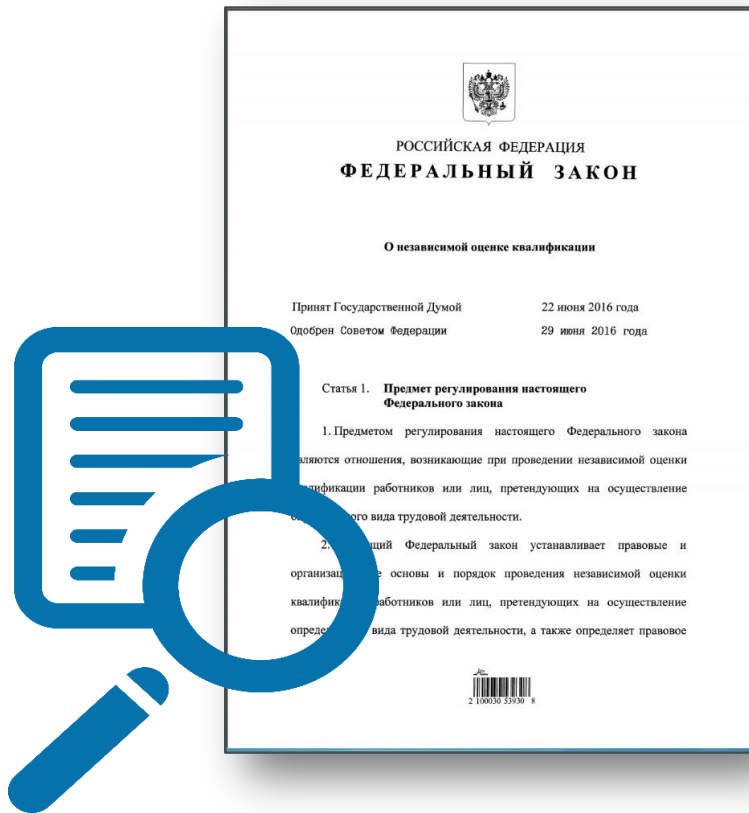 РОССИЙСКАЯ ФЕДЕРАЦИЯ
ФЕДЕРАЛЬНЫЙ ЗАКОН
О независимой оценке квалификации
Принят Государственной Думой 22 июня 2016 года
Одобрен Советом Федерации 29 июня 2016 года
Статья 1. Предмет регулирования настоящего
Федерального закона
1. Предметом регулирования настоящего Федерального закона
являются отношения, возникающие при проведении независимой оценки
квалификации работников или лиц, претендующих на осуществление
вида трудовой деятельности.
2. Федеральный закон устанавливает правовые и
основы и порядок проведения независимой оценки
работников или лиц, претендующих на осуществление
вида трудовой деятельности, а также определяет правовое
2 100030 53930 8